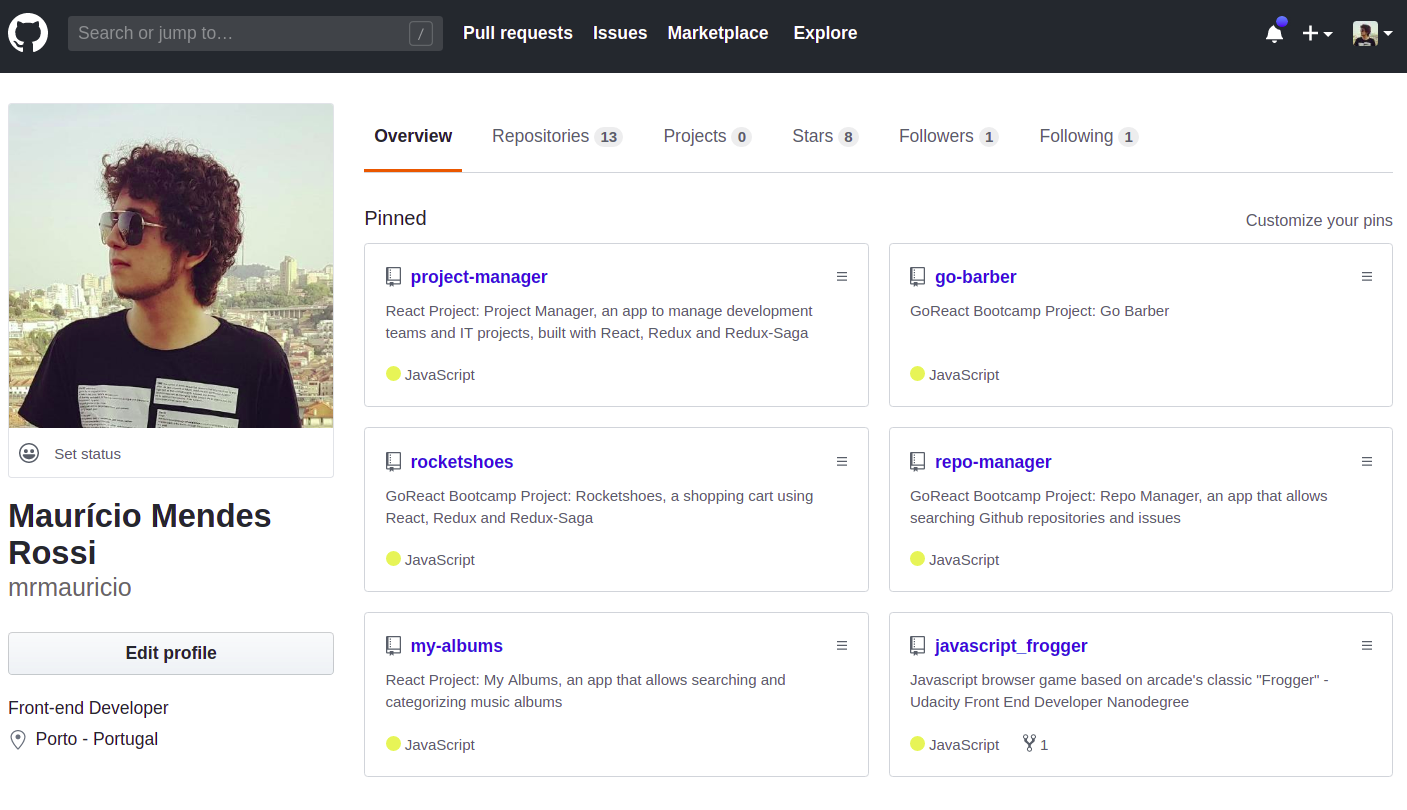 Search or jump to… /
Pull requests Issues Marketplace Explore
Overview Repositories 13 Projects 0 Stars 8 Followers 1 Following 1
Pinned
Customize your pins
project-manager
React Project: Project Manager, an app to manage development
teams and IT projects, built with React, Redux and Redux-Saga
JavaScript
go-barber
GoReact Bootcamp Project: Go Barber
JavaScript
rocketshoes
GoReact Bootcamp Project: Rocketshoes, a shopping cart using
React, Redux and Redux-Saga
JavaScript
repo-manager
GoReact Bootcamp Project: Repo Manager, an app that allows
searching Github repositories and issues
JavaScript
my-albums
React Project: My Albums, an app that allows searching and
categorizing music albums
JavaScript
javascript_frogger
Javascript browser game based on arcade's classic "Frogger" -
Udacity Front End Developer Nanodegree
JavaScript 1
Set status
Maurício Mendes
Rossi
mrmauricio
Edit profile
Front-end Developer
Porto - Portugal